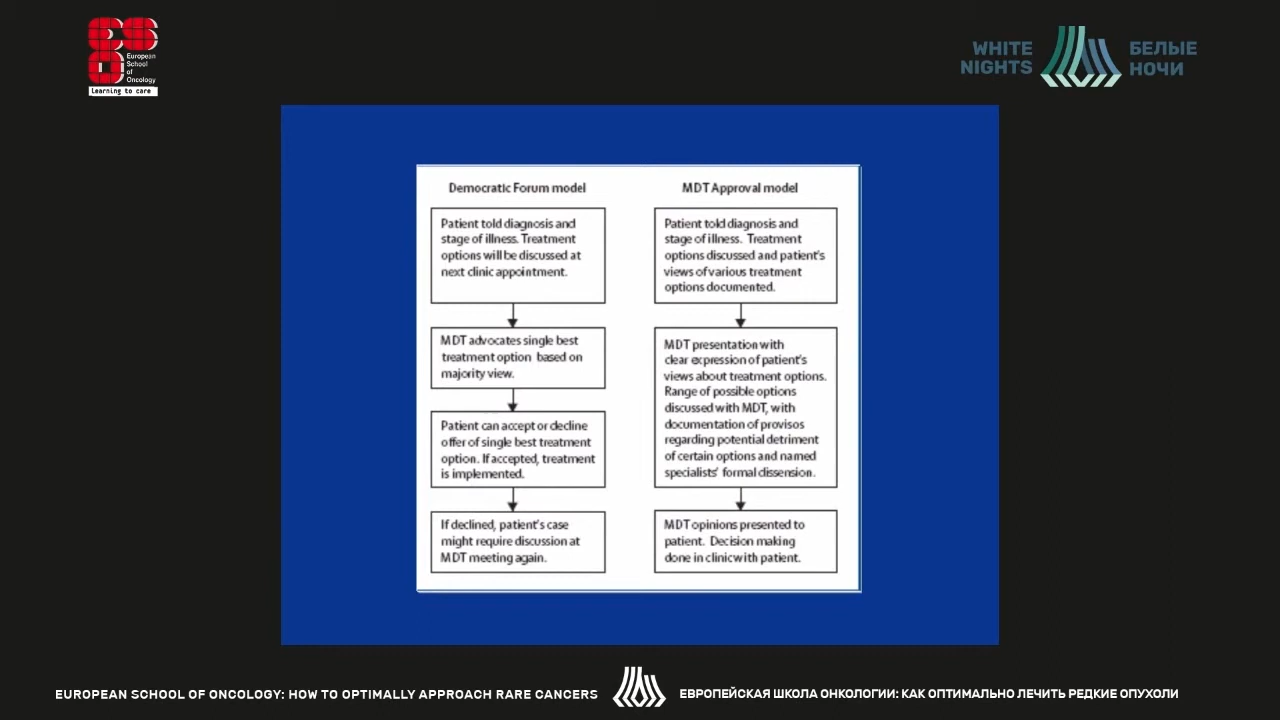 European
School
of
Oncology
Learning to care
WHITE
NIGHTS
БЕЛЫЕ
НОЧИ
Democratic Forum model
Patient told diagnosis and
stage of illness. Treatment
options will be discussed at
next clinic appointment.
MDT advocates single best
treatment option based on
majority view.
Patient can accept or decline
offer of single best treatment
option. If accepted, treatment
is implemented.
If declined, patient's case
might require discussion at
MDT meeting again.
MDT Approval model
Patient told diagnosis and
stage of illness. Treatment
options discussed and patient's
views of various treatment
options documented.
MDT presentation with
clear expression of patient's
views about treatment options.
Range of possible options
discussed with MDT, with
documentation of provisos
regarding potential detriment
of certain options and named
specialists' formal dissension.
MDT opinions presented to
patient. Decision making
done in clinic with patient.
EUROPEAN SCHOOL OF ONCOLOGY: HOW TO OPTIMALLY APPROACH RARE CANCERS
ЕВРОПЕЙСКАЯ ШКОЛА ОНКОЛОГИИ: КАК ОПТИМАЛЬНО ЛЕЧИТЬ РЕДКИЕ ОПУХОЛИ